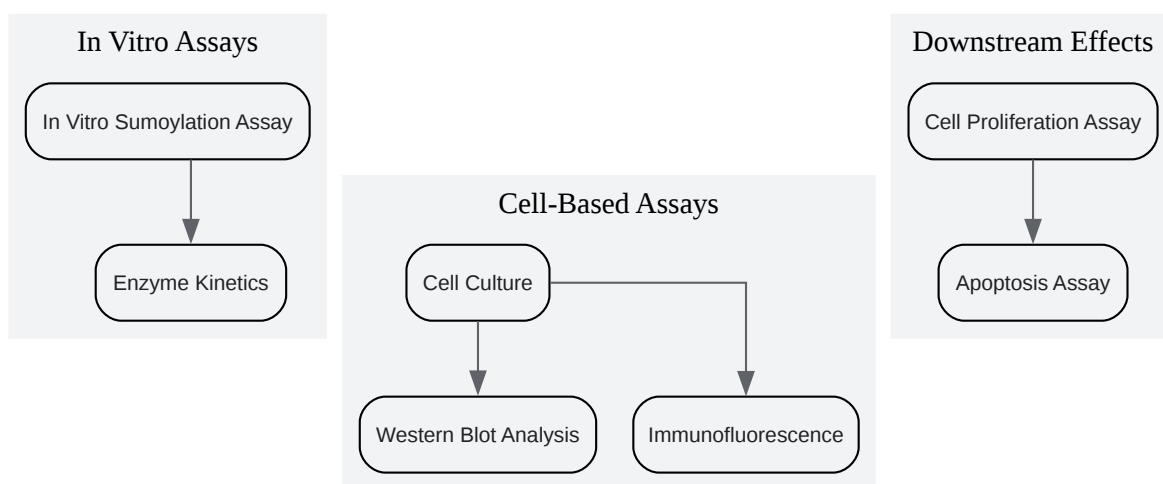 In Vitro Assays
In Vitro Sumoylation Assay
Enzyme Kinetics
Cell-Based Assays
Cell Culture
Western Blot Analysis
Immunofluorescence
Downstream Effects
Cell Proliferation Assay
Apoptosis Assay